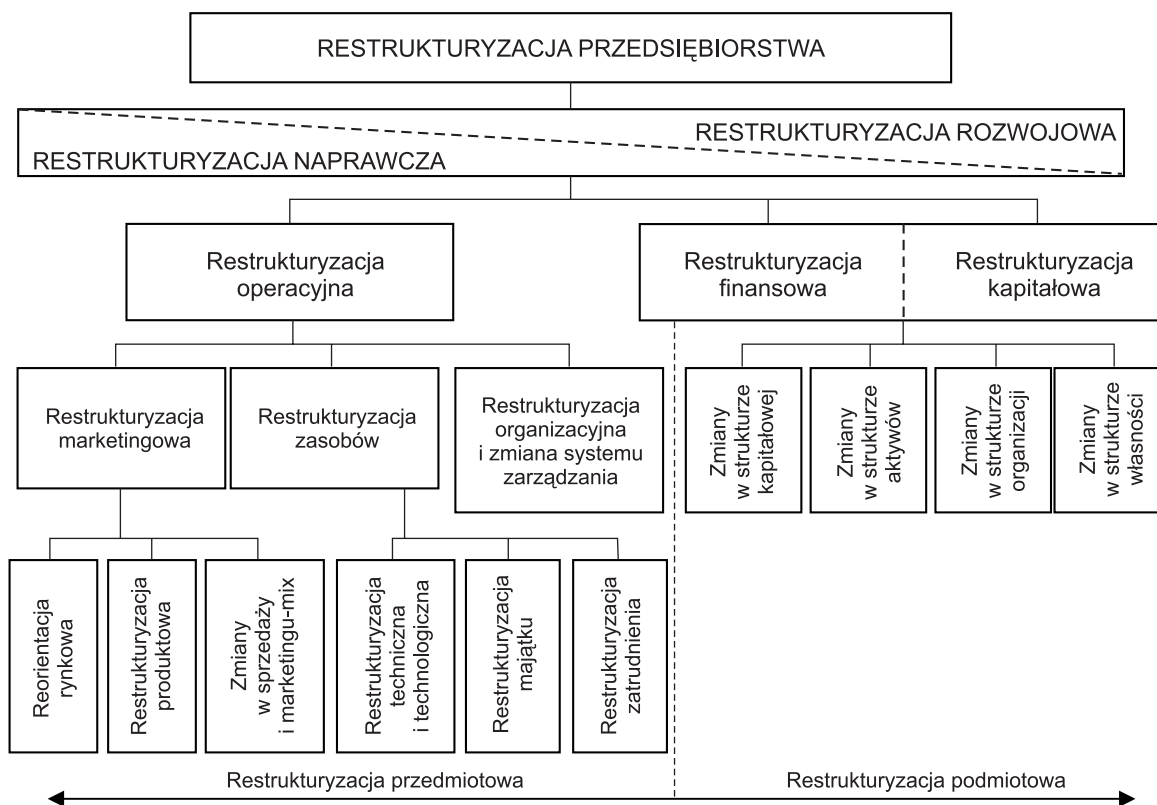 RESTRUKTURYZACJA PRZEDSIĘBIORSTWA
RESTRUKTURYZACJA ROZWOJOWA
RESTRUKTURYZACJA NAPRAWCZA
Restrukturyzacja
operacyjna
Restrukturyzacja
finansowa
Restrukturyzacja
kapitałowa
Restrukturyzacja
marketingowa
Restrukturyzacja
zasobów
Restrukturyzacja
organizacyjna
i zmiana systemu
zarządzania
Zmiany
w strukturze
kapitałowej
Zmiany
w strukturze
aktywów
Zmiany
w strukturze
organizacji
Zmiany
w strukturze
własności
Reorientacja
rynkowa
Restrukturyzacja
produktowa
Zmiany
w sprzedaży
i marketingu-mix
Restrukturyzacja
techniczna
i technologiczna
Restrukturyzacja
majątku
Restrukturyzacja
zatrudnienia
Restrukturyzacja przedmiotowa
Restrukturyzacja podmiotowa